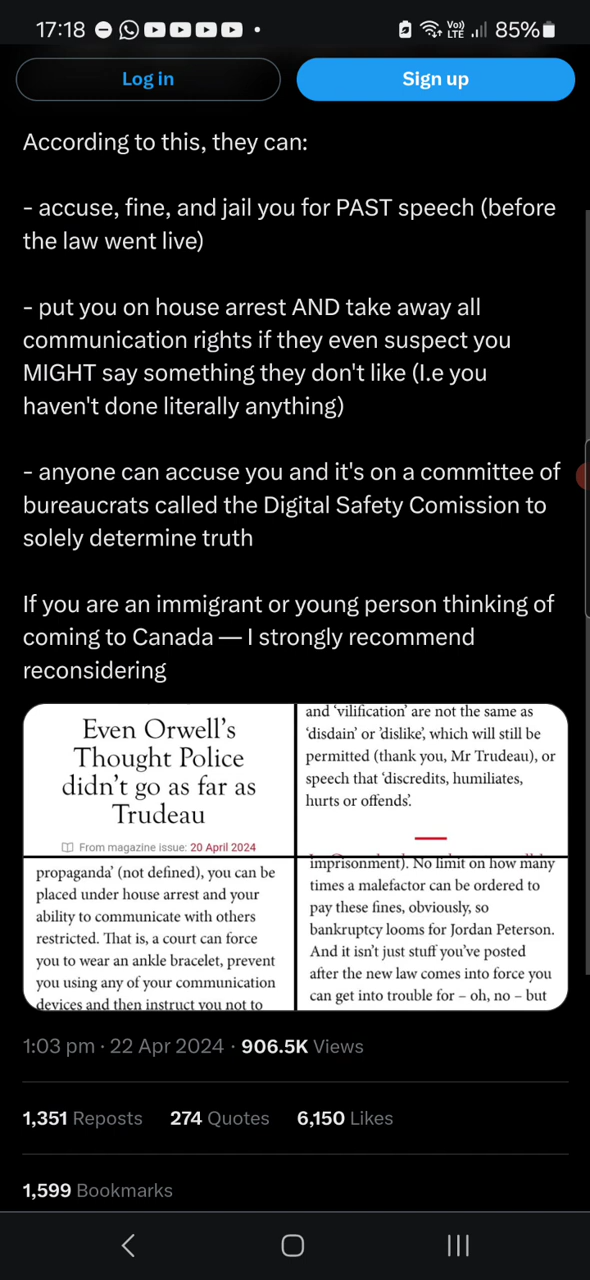 17:18
Vo))
LTE
85%
Log in
Sign up
According to this, they can:
- accuse, fine, and jail you for PAST speech (before
the law went live)
- put you on house arrest AND take away all
communication rights if they even suspect you
MIGHT say something they don't like (I.e you
haven't done literally anything)
- anyone can accuse you and it's on a committee of
bureaucrats called the Digital Safety Comission to
solely determine truth
If you are an immigrant or young person thinking of
coming to Canada — I strongly recommend
reconsidering
Even Orwell's
Thought Police
didn't go as far as
Trudeau
From magazine issue: 20 April 2024
and 'vilification' are not the same as
'disdain' or 'dislike', which will still be
permitted (thank you, Mr Trudeau), or
speech that 'discredits, humiliates,
hurts or offends'.
propaganda' (not defined), you can be
placed under house arrest and your
ability to communicate with others
restricted. That is, a court can force
you to wear an ankle bracelet, prevent
you using any of your communication
devices and then instruct you not to
imprisonment). No limit on how many
times a malefactor can be ordered to
pay these fines, obviously, so
bankruptcy looms for Jordan Peterson.
And it isn't just stuff you've posted
after the new law comes into force you
can get into trouble for – oh, no – but
1:03 pm · 22 Apr 2024 · 906.5K Views
1,351 Reposts 274 Quotes 6,150 Likes
1,599 Bookmarks